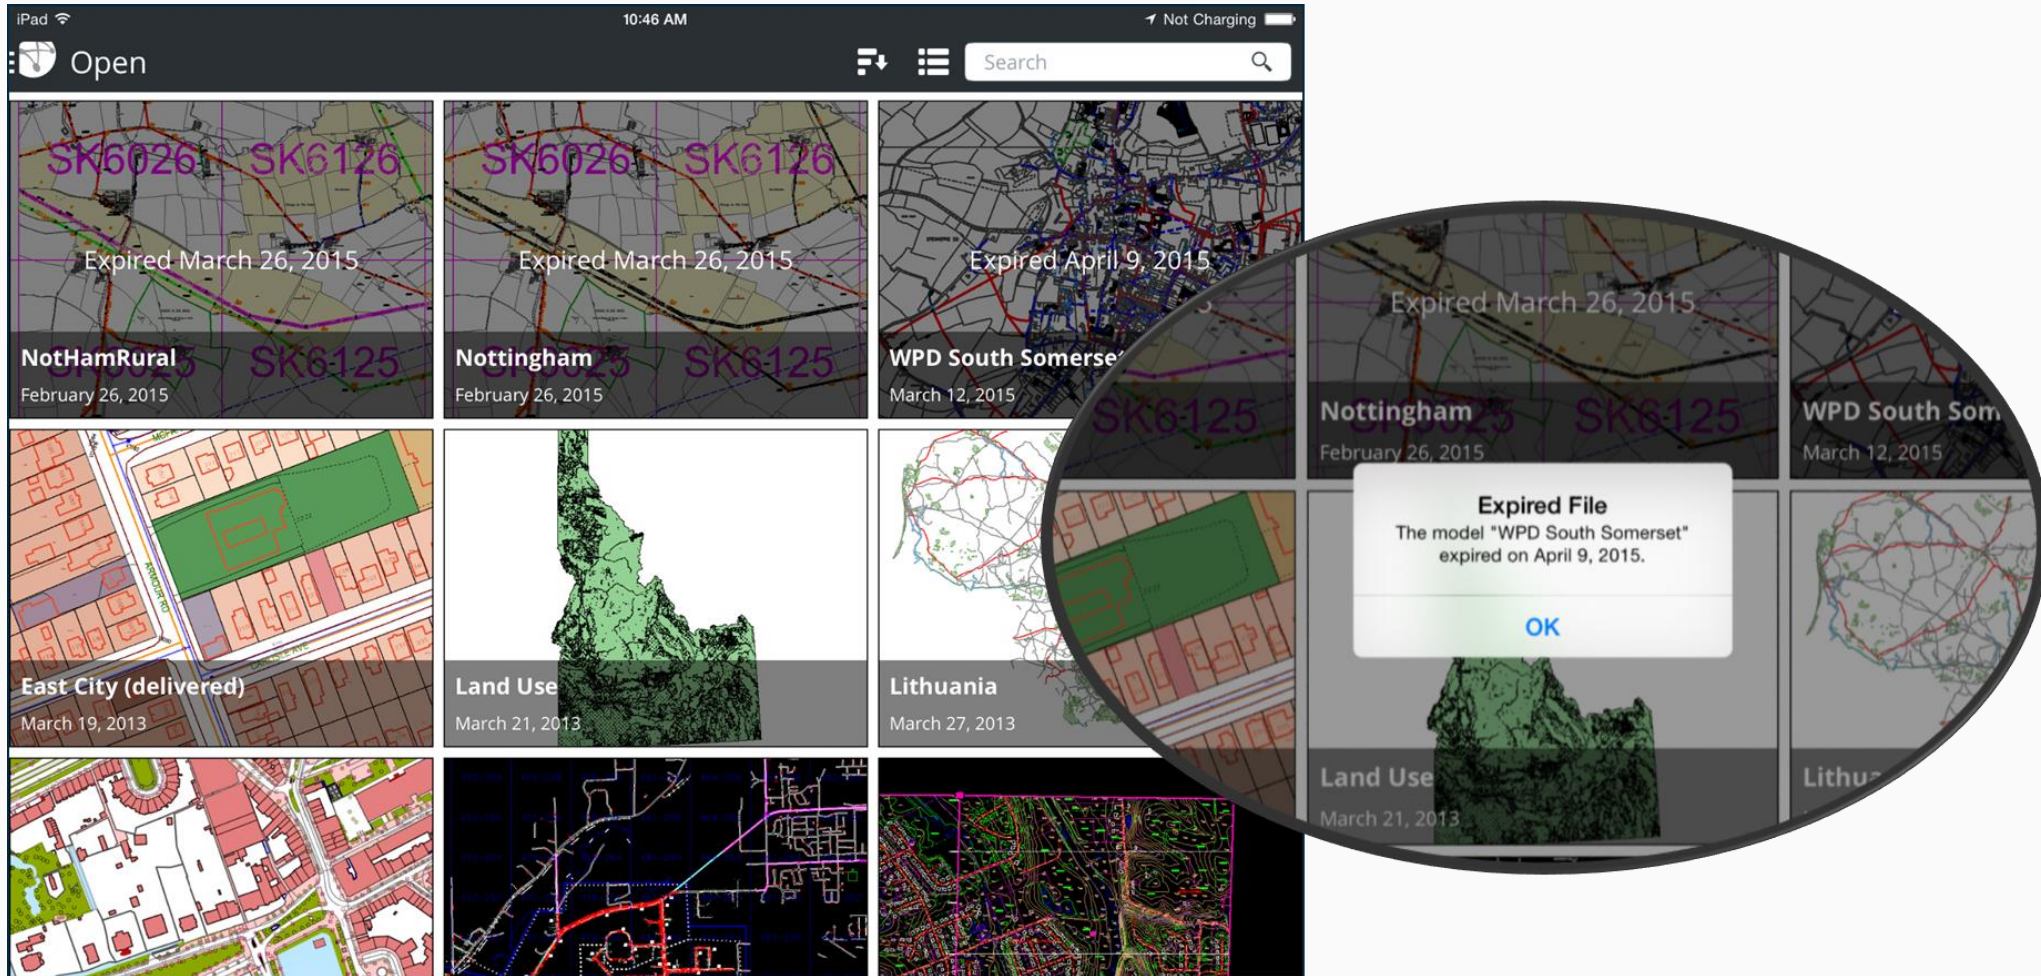 iPad
10:46 AM
Not Charging
Open
Search
SK6026 SK6126
Expired March 26, 2015
NotHamRural
SK6125
February 26, 2015
SK6026 SK6126
Expired March 26, 2015
Nottingham
SK6125
February 26, 2015
Expired April 9, 2015
WPD South Somerset
March 12, 2015
ARMOUR RD
East City (delivered)
March 19, 2013
Land Use
March 21, 2013
Lithuania
March 27, 2013
Expired March 26, 2015
SK6125
Nottingham
SK6125
February 26, 2015
WPD South Som
March 12, 2015
Expired File
The model "WPD South Somerset"
expired on April 9, 2015.
OK
Land Use
March 21, 2013
Lithua